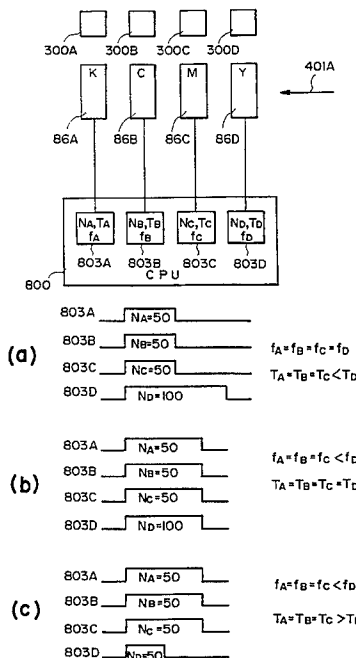 300A 300B 300C 300D
K C M Y
401A
86A 86B 86C 86D
NA,TA NB,TB NC,TC ND,TD
fA fB fC fD
803A 803B 803C 803D
800 CPU
803A NA=50
803B NB=50
(a) fA=fB=fC=fD
803C NC=50
TA=TB=TC<TD
803D ND=100
803A NA=50
fA=fB=fC<fD
803B NB=50
(b)
803C NC=50
TA=TB=TC=TD
803D ND=100
803A NA=50
fA=fB=fC<fD
803B NB=50
(c)
803C NC=50
TA=TB=TC>T
803D ND=50